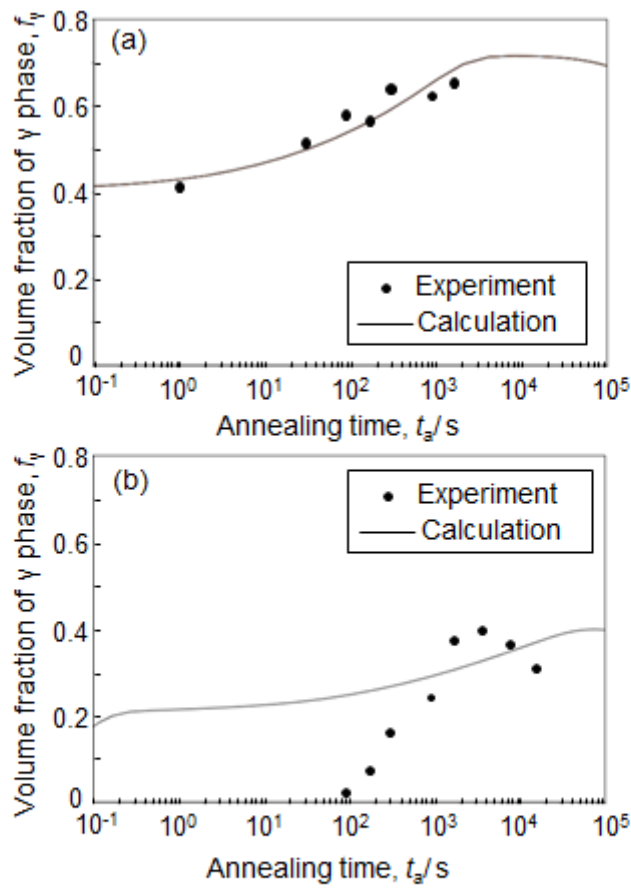 (a)
Volume fraction of γ phase, fᵧ
0.8
0.6
0.4
0.2
0
Experiment
Calculation
10⁻¹ 10⁰ 10¹ 10² 10³ 10⁴ 10⁵
Annealing time, tₐ/ s
(b)
Volume fraction of γ phase, fᵧ
0.8
0.6
0.4
0.2
0
Experiment
Calculation
10⁻¹ 10⁰ 10¹ 10² 10³ 10⁴ 10⁵
Annealing time, tₐ/ s